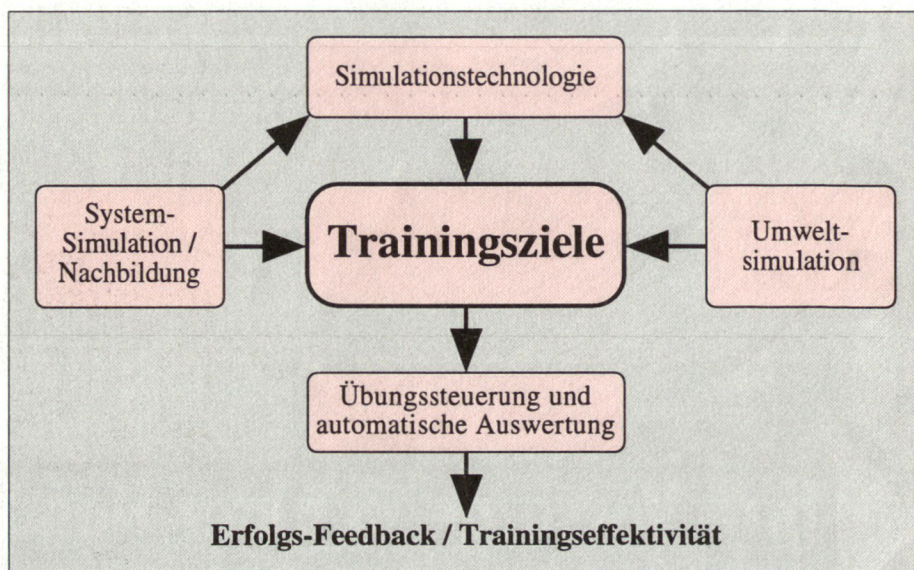 Simulationstechnologie
System-
Simulation /
Nachbildung
Trainingsziele
Umwelt-
simulation
Übungssteuerung und
automatische Auswertung
Erfolgs-Feedback / Trainingseffektivität